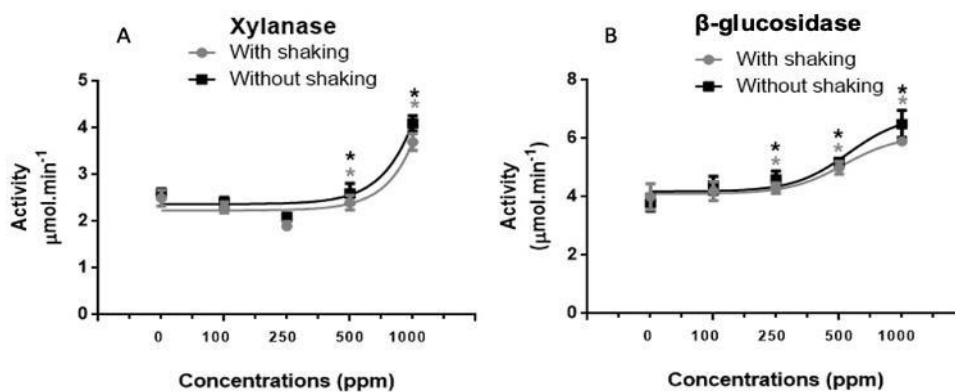 A
Xylanase
With shaking
Without shaking
5
4
3
2
1
0
Activity
μmol.min-1
* * * *
0 100 250 500 1000
Concentrations (ppm)
B
β-glucosidase
With shaking
Without shaking
8
6
4
2
0
Activity
(μmol.min-1)
* * * * * *
0 100 250 500 1000
Concentrations (ppm)